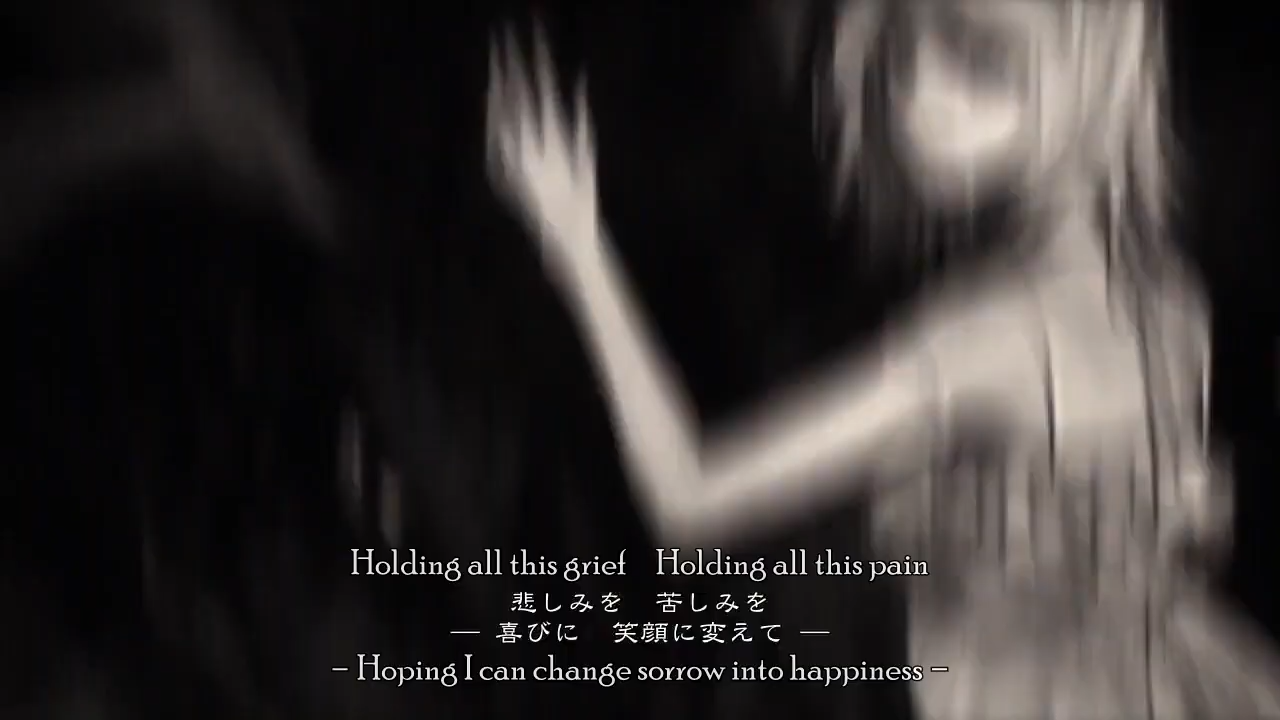 Holding all this grief　Holding all this pain
悲しみを　苦しみを
― 喜びに　笑顔に変えて ―
– Hoping I can change sorrow into happiness –